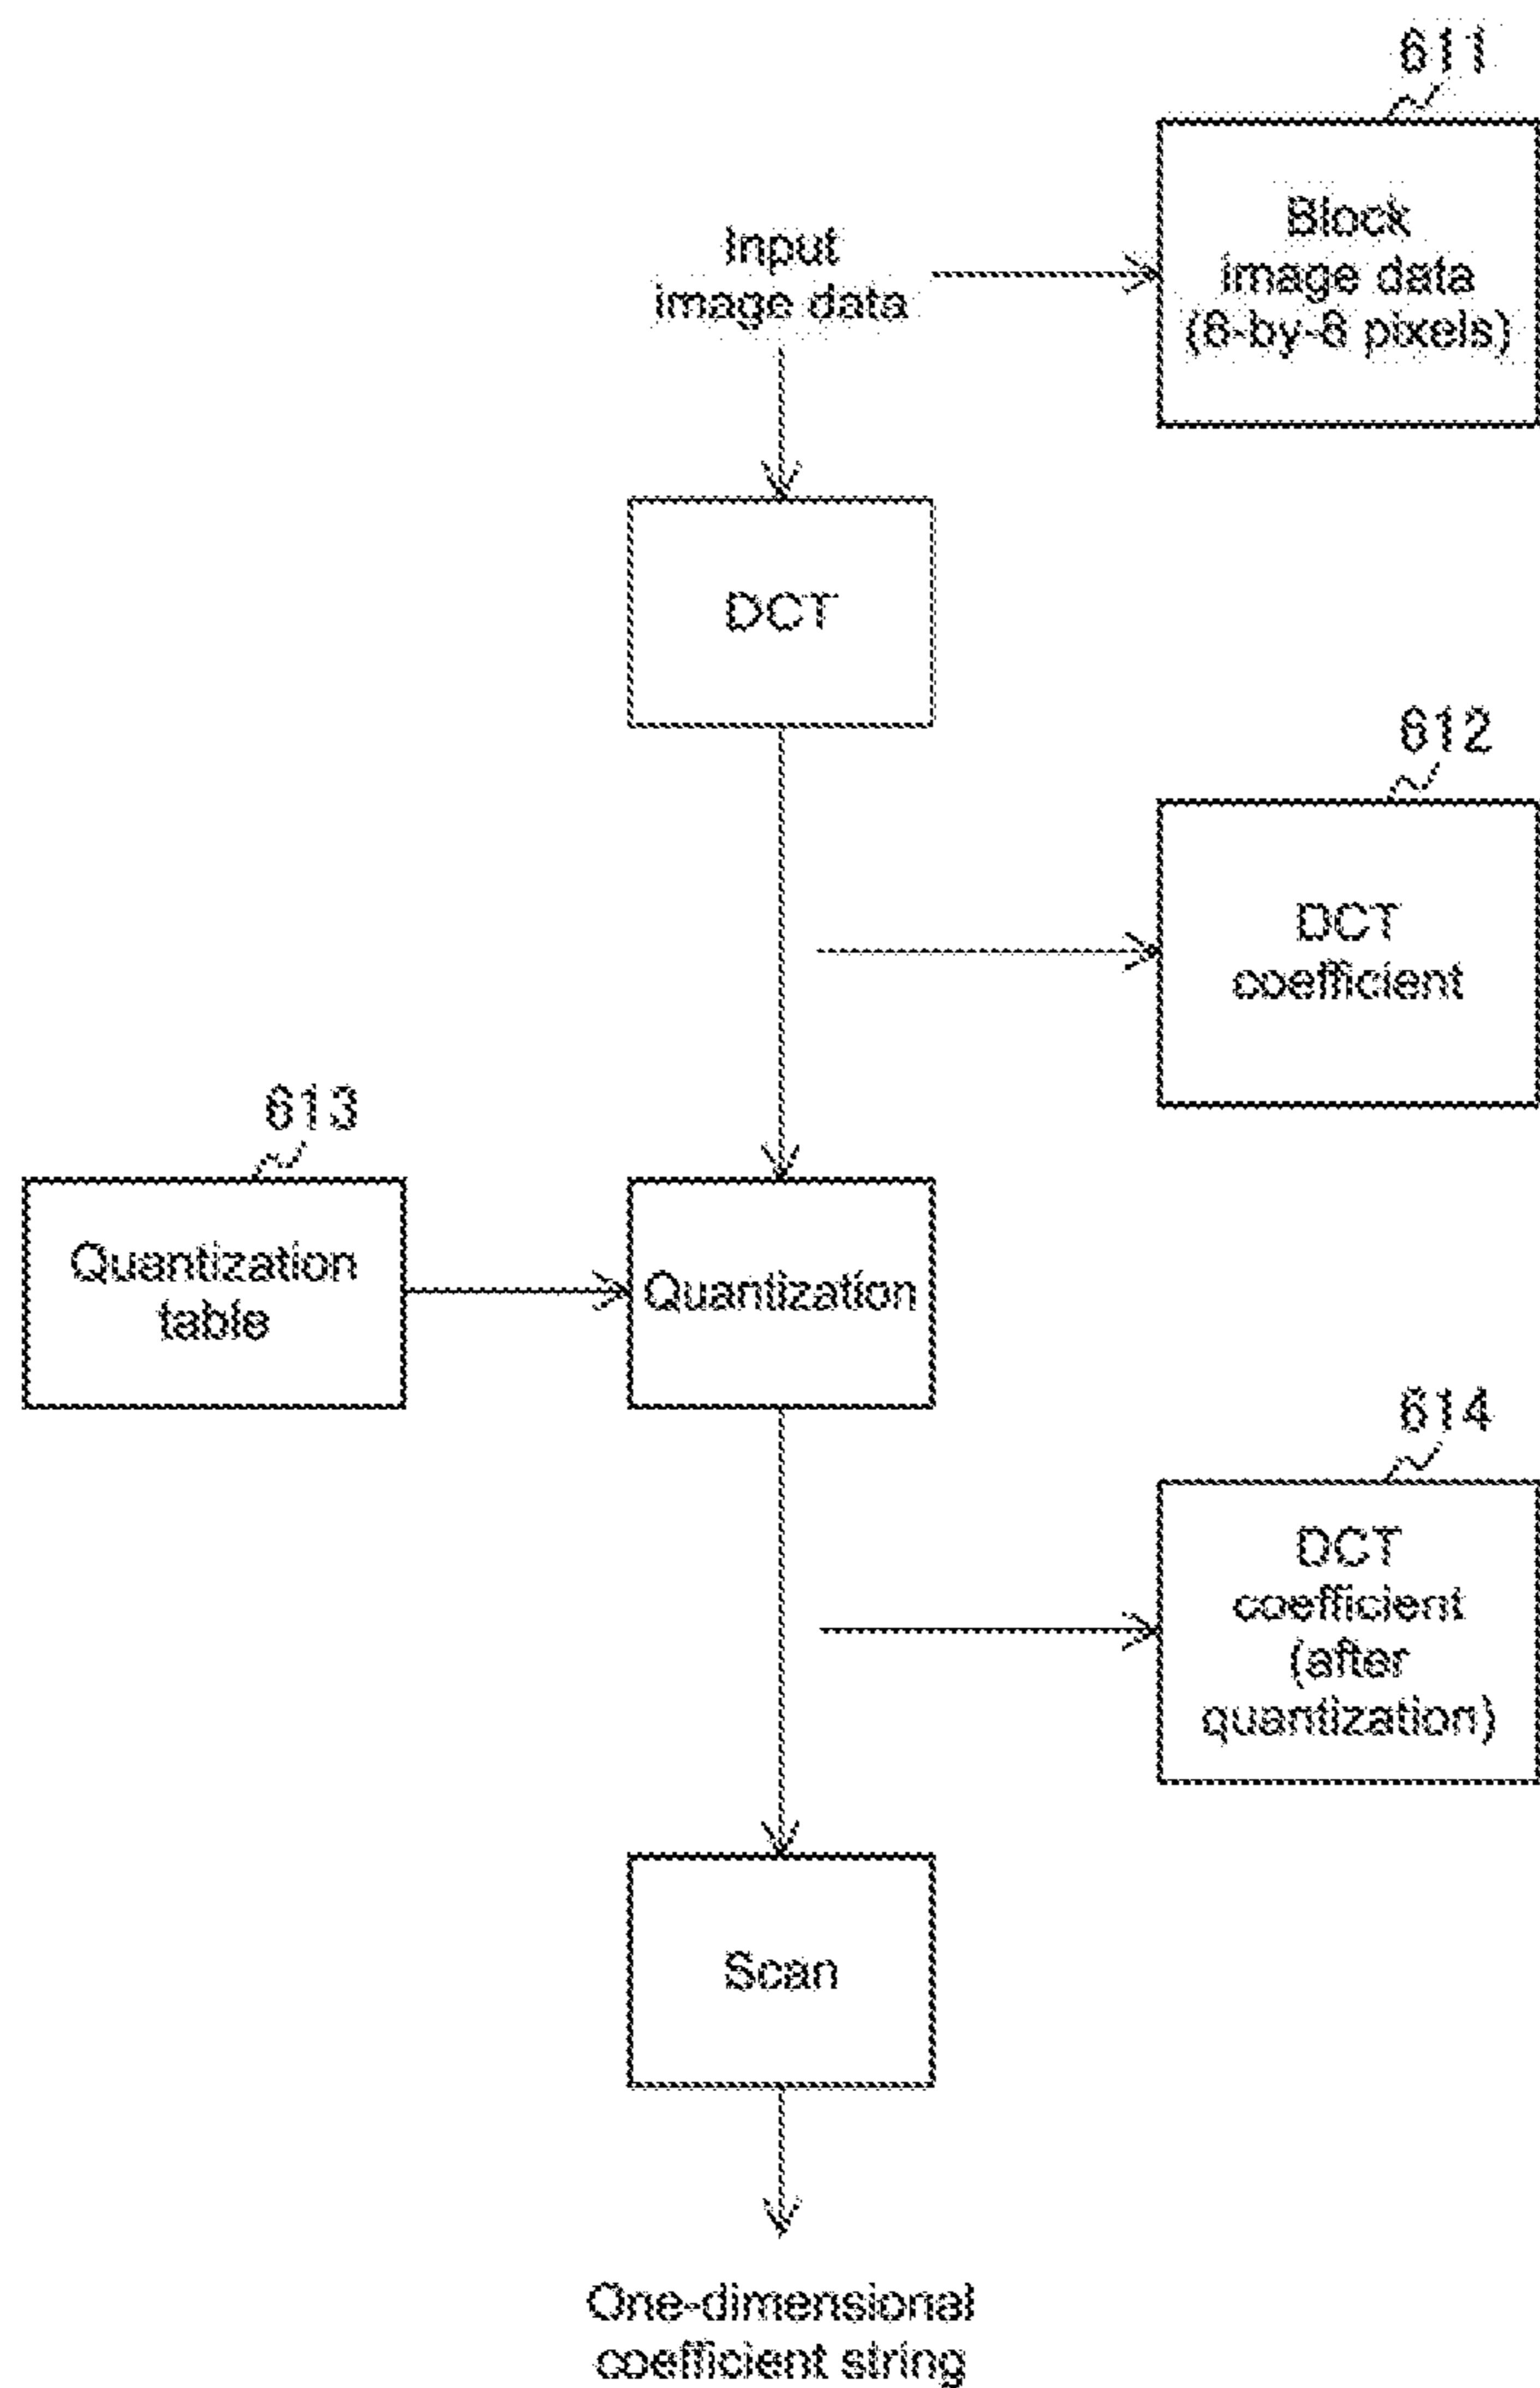 611
Block
image data
(8-by-8 pixels)
Input
image data
DCT
612
DCT
coefficient
613
Quantization
table
Quantization
614
DCT
coefficient
(after
quantization)
Scan
One-dimensional
coefficient string